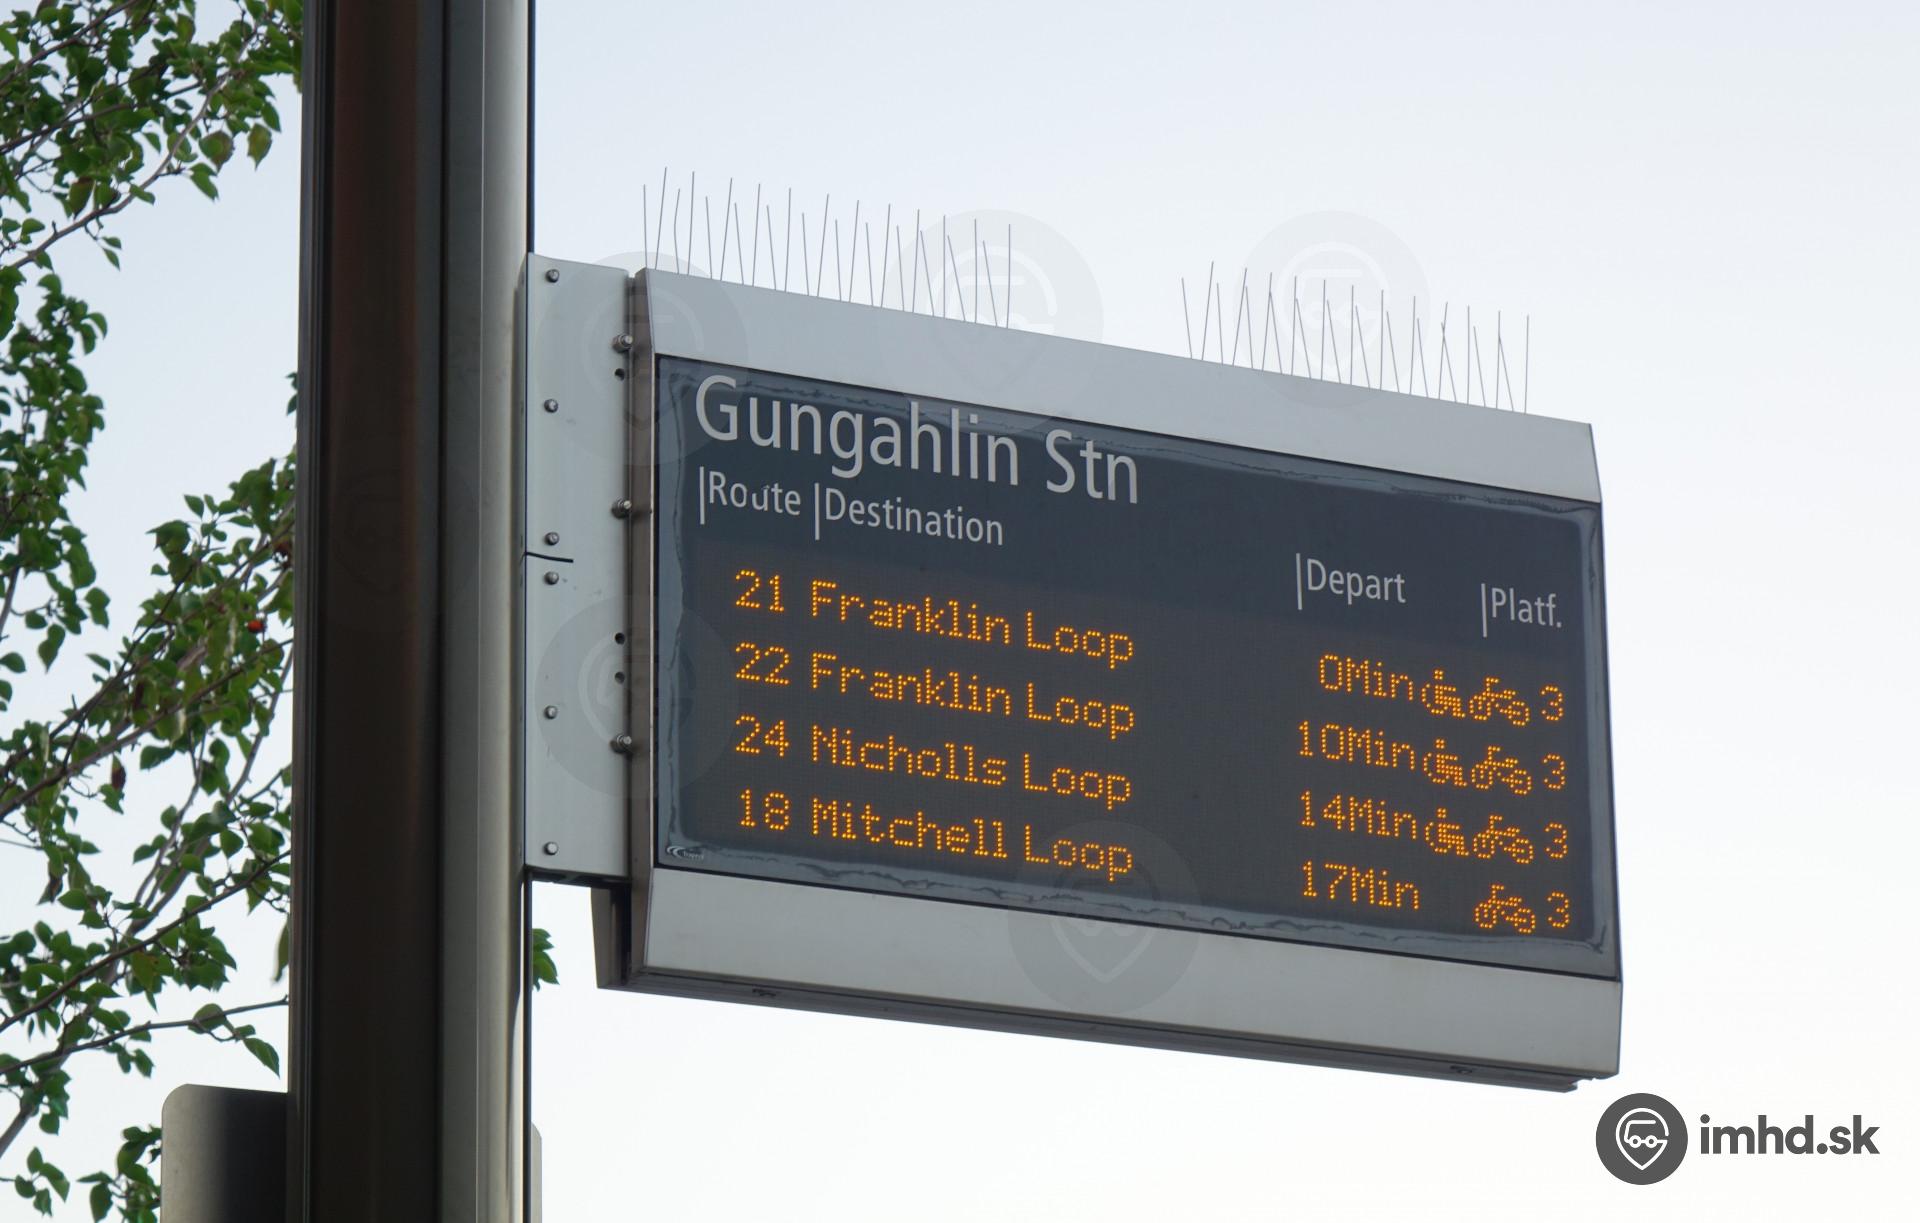 Gungahlin Stn
|Route |Destination |Depart |Platf.
21 Franklin Loop 0Min 3
22 Franklin Loop 10Min 3
24 Nicholls Loop 14Min 3
18 Mitchell Loop 17Min 3
imhd.sk